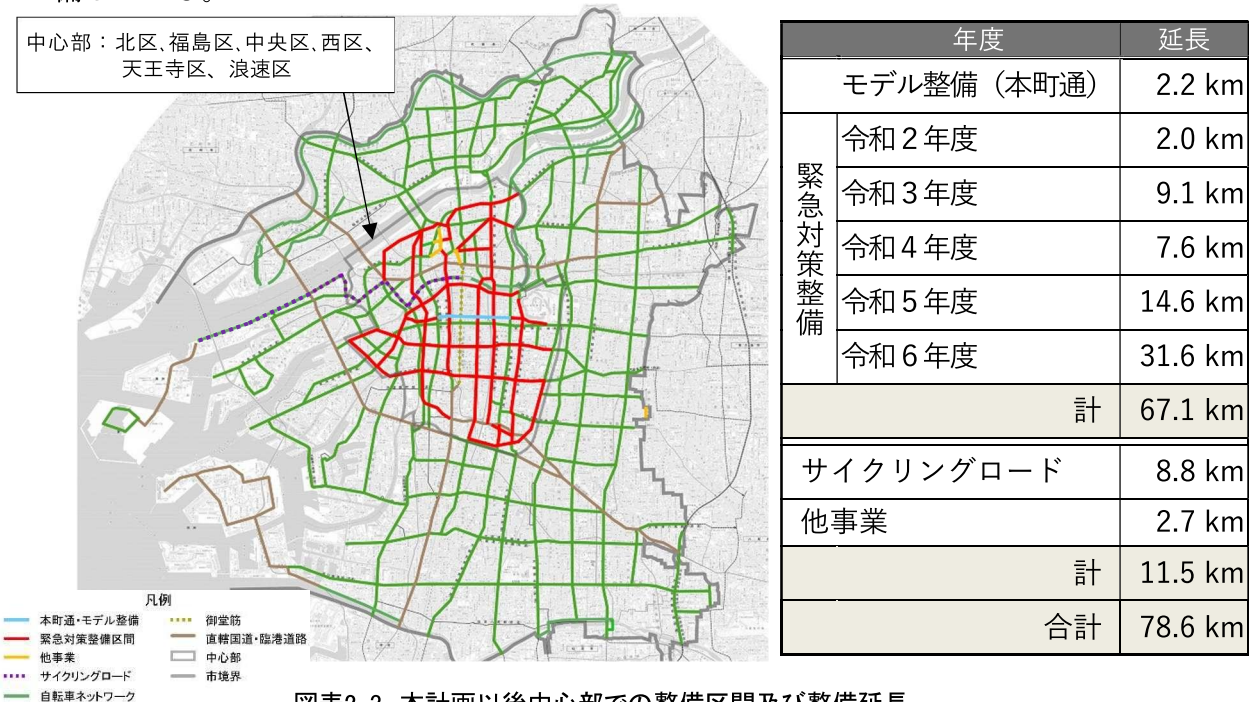 中心部：北区、福島区、中央区、西区、
天王寺区、浪速区
年度 延長
モデル整備（本町通） 2.2 km
緊急対策整備
令和２年度 2.0 km
令和３年度 9.1 km
令和４年度 7.6 km
令和５年度 14.6 km
令和６年度 31.6 km
計 67.1 km
サイクリングロード 8.8 km
他事業 2.7 km
計 11.5 km
合計 78.6 km
凡例
本町通・モデル整備
緊急対策整備区間
他事業
サイクリングロード
自転車ネットワーク
御堂筋
直轄国道・臨港道路
中心部
市境界